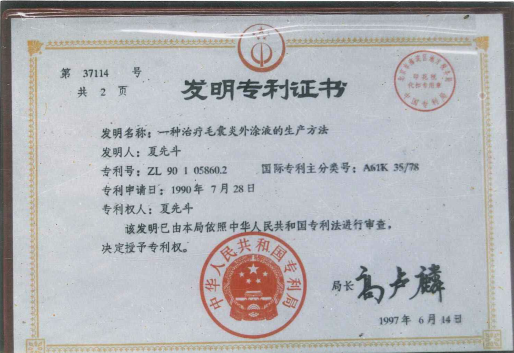 第 37114 号
共 2 页
发明专利证书
发明名称：一种治疗毛囊炎外涂液的生产方法
发明人：夏先斗
专利号：ZL 90 1 05860.2 国际专利主分类号：A61K 35/78
专利申请日：1990 年 7 月 28 日
专利权人：夏先斗
该发明已由本局依照中华人民共和国专利法进行审查，
决定授予专利权。
中华人民共和国专利局
局长 高卢麟
1997 年 6 月 14 日